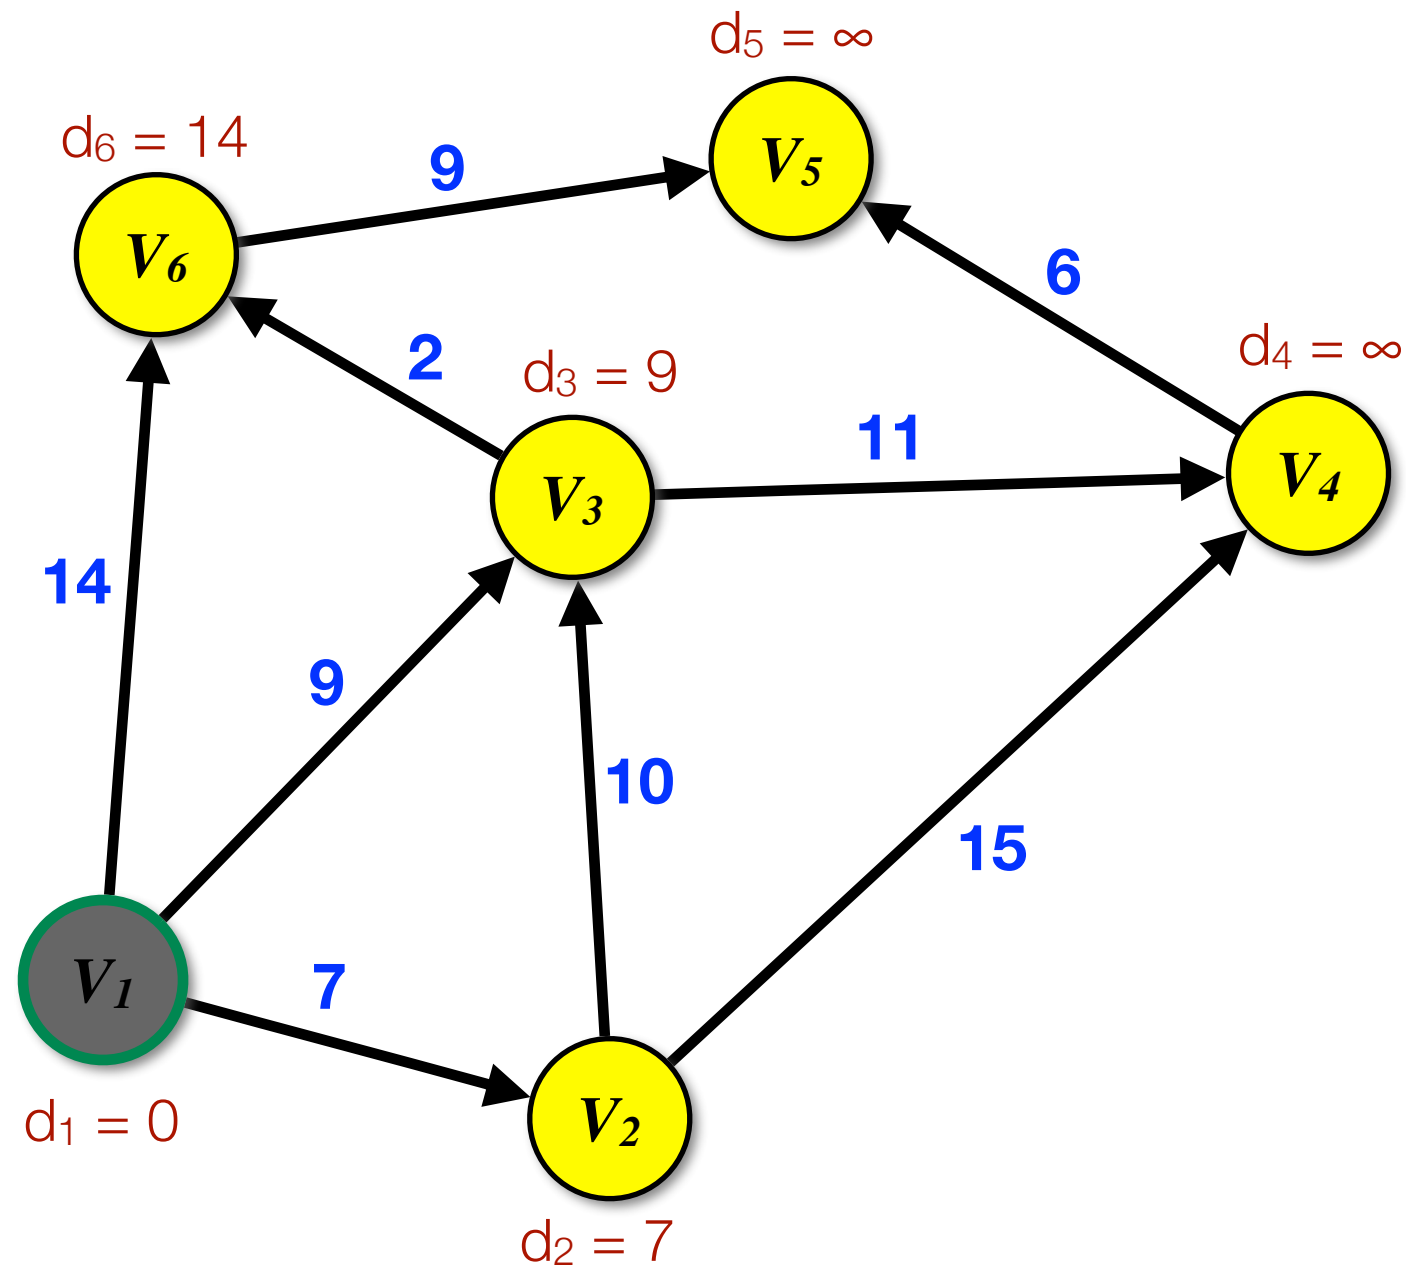 d₅ = ∞
V₅
d₆ = 14
9
V₆
6
2
d₄ = ∞
d₃ = 9
11
V₄
V₃
14
9
10
15
V₁
7
d₁ = 0
V₂
d₂ = 7